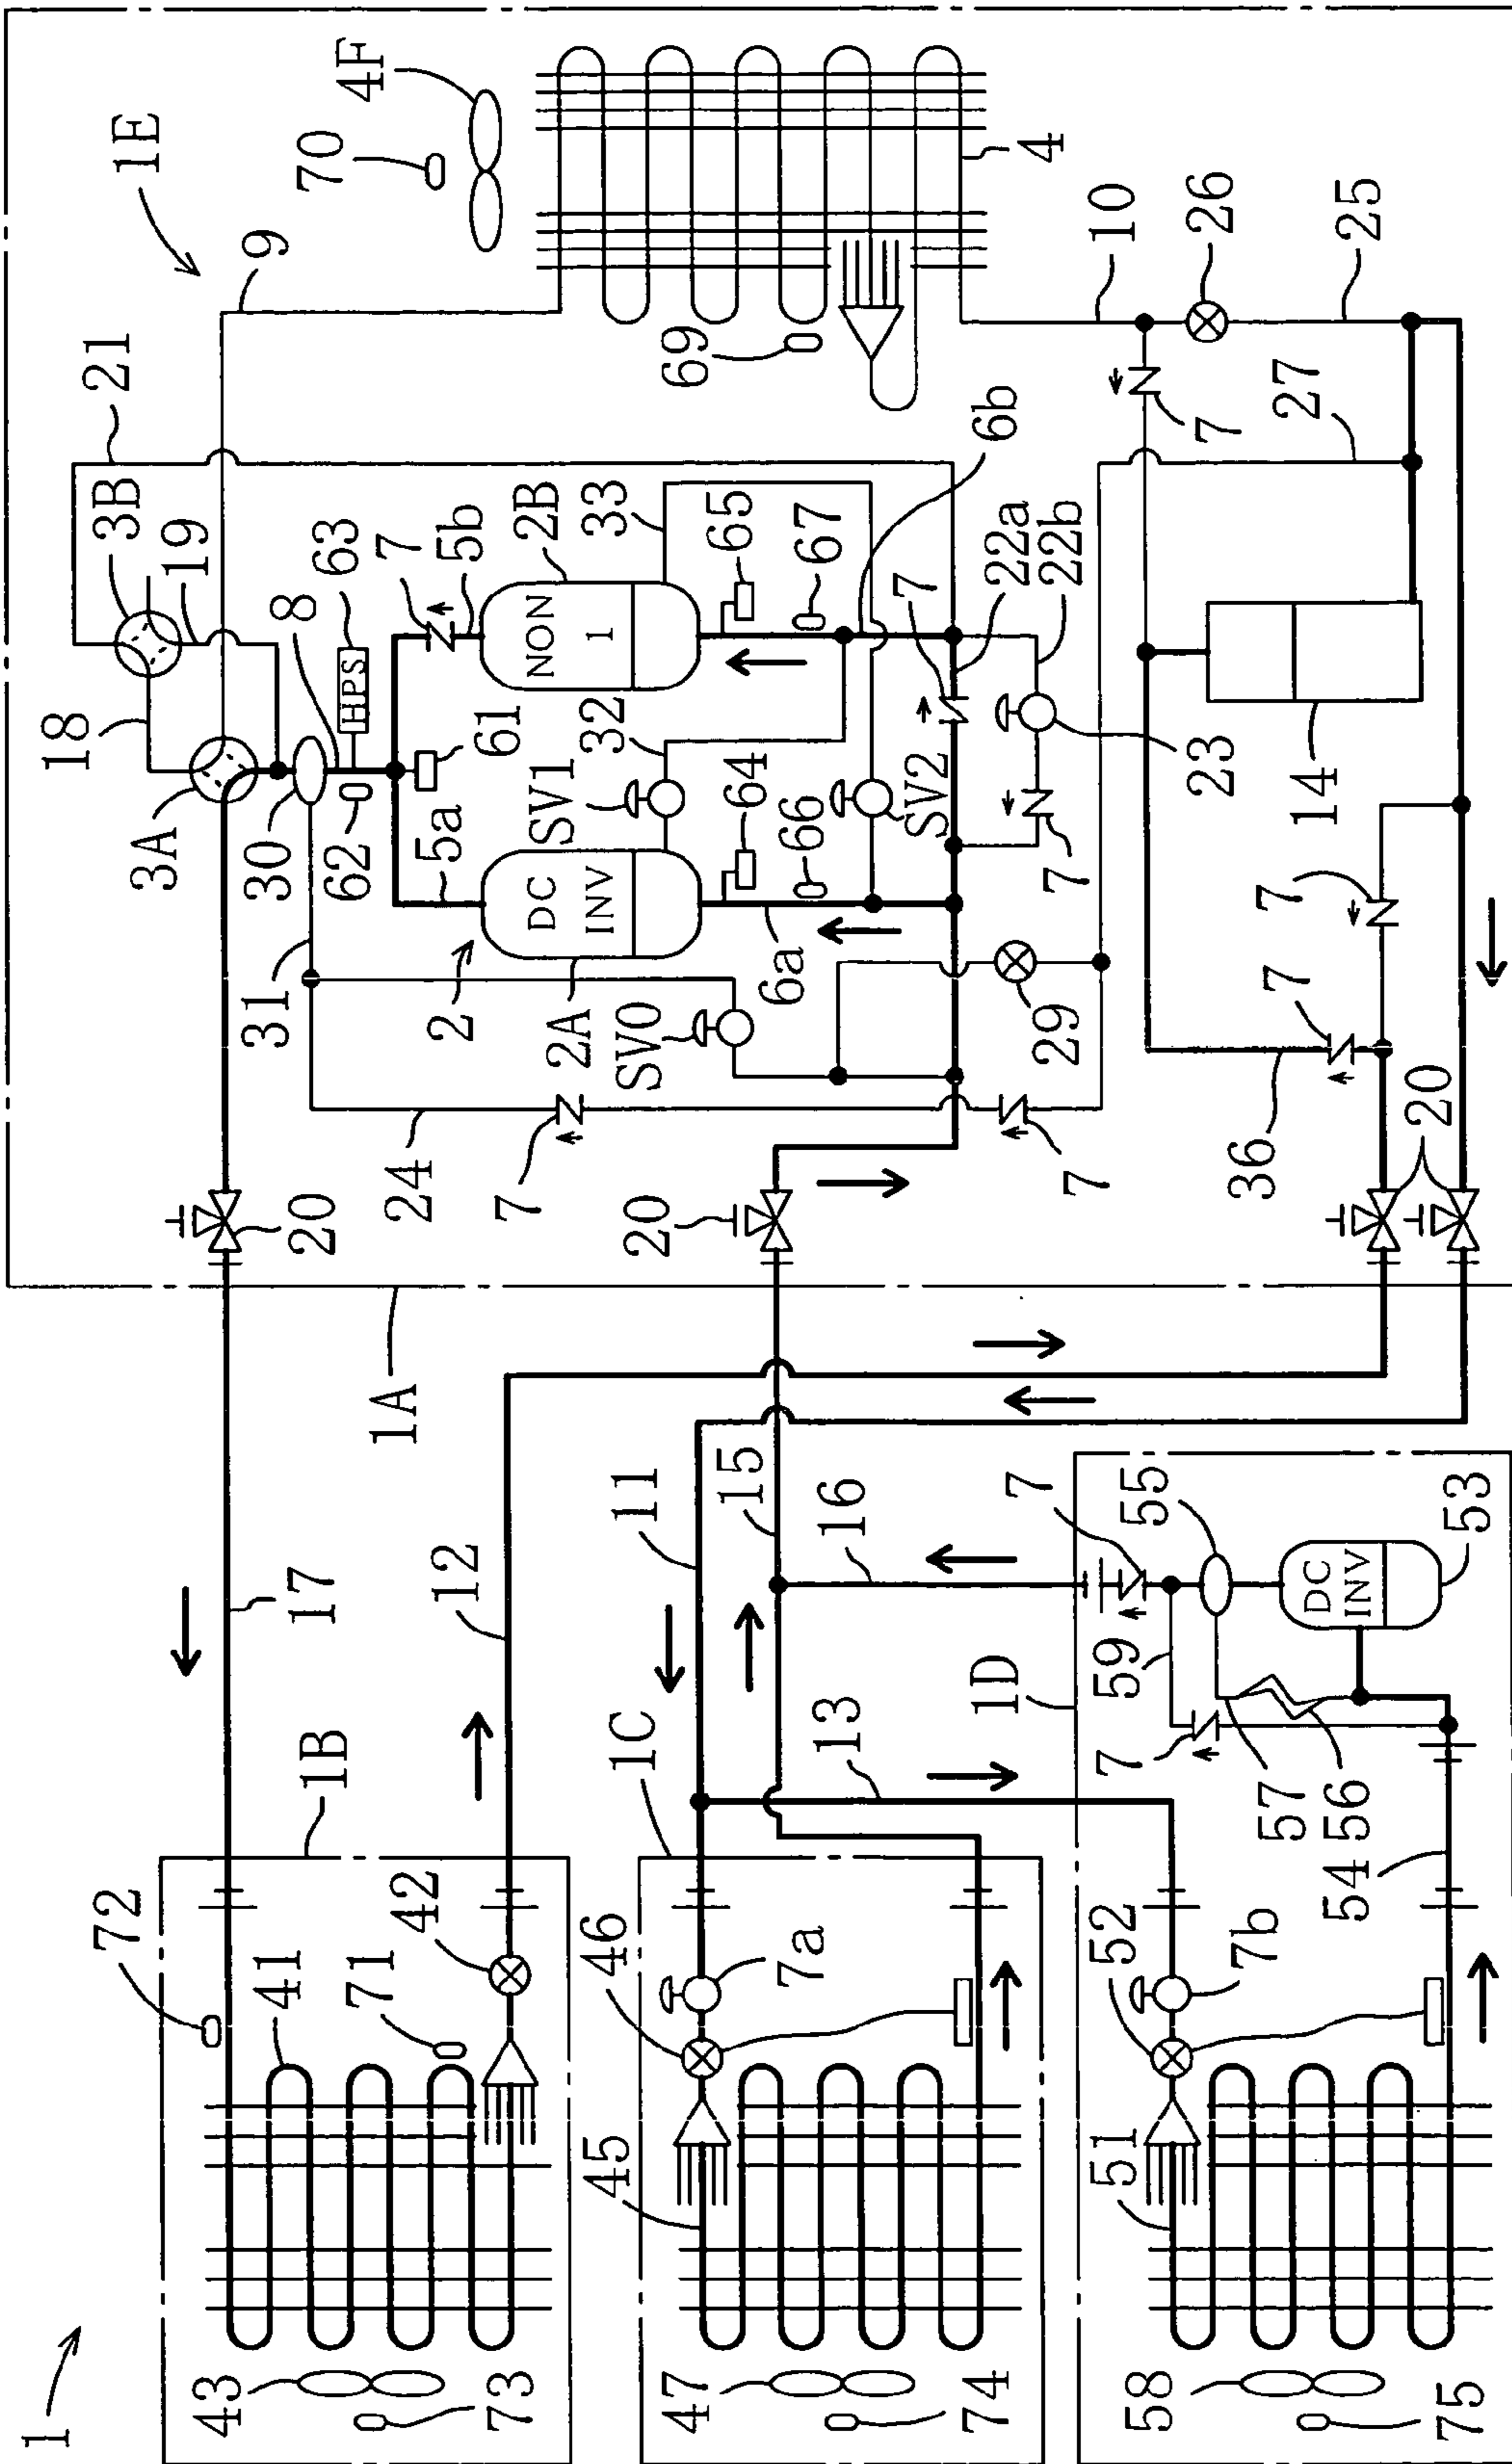 1
1E
70
4F
9
21
3B
19
18
3A
63
HPS
8
30
62
61
7
5b
2B
NON
1
33
65
67
6b
69
4
10
26
25
27
7
31
5a
SV1
32
64
66
SV2
7
22a
22b
23
7
14
2
2A
DC
INV
SV0
6a
29
7
7
36
24
7
7
20
20
20
1A
17
12
11
15
16
7
55
53
DC
INV
59
1D
13
7
57
56
54
1B
1C
72
41
71
42
43
73
46
7a
45
47
74
52
7b
51
58
75